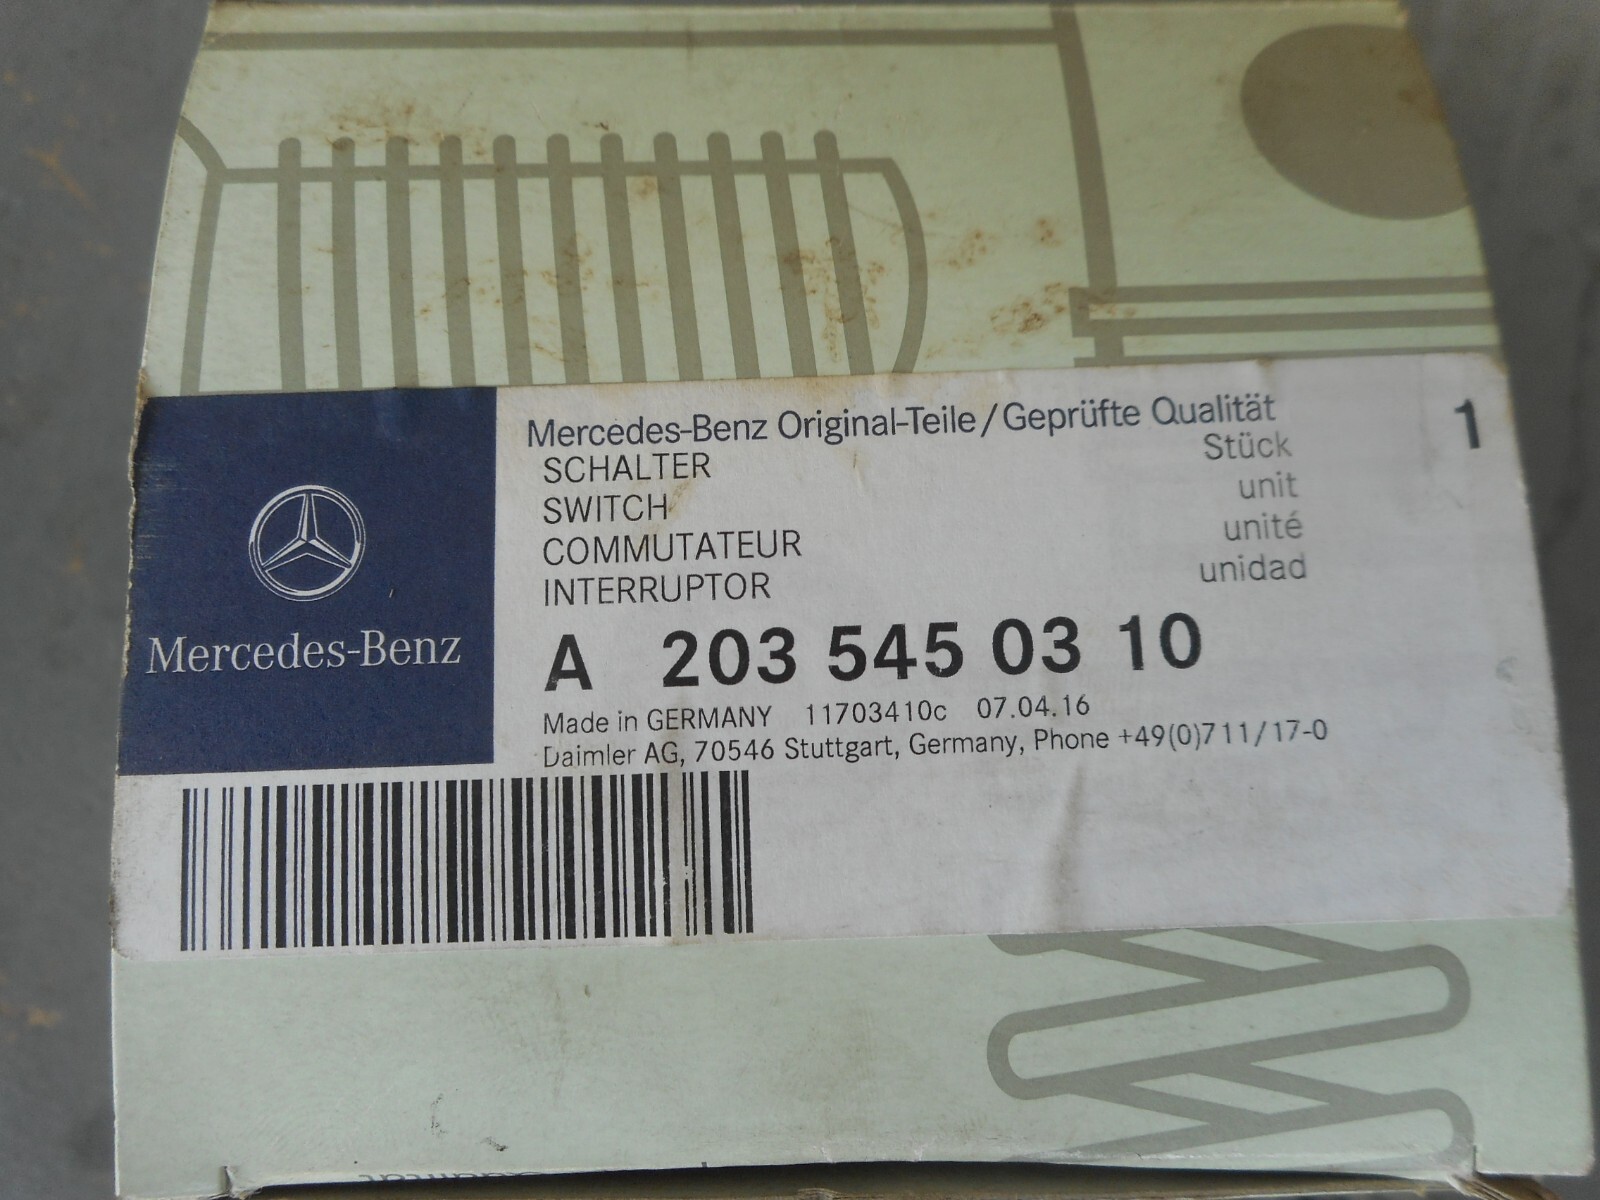 Mercedes-Benz Original-Teile/Geprüfte Qualität 1
SCHALTER Stück
SWITCH unit
COMMUTATEUR unité
INTERRUPTOR unidad
A 203 545 03 10
Made in GERMANY 11703410c 07.04.16
Daimler AG, 70546 Stuttgart, Germany, Phone +49(0)711/17-0
Mercedes-Benz